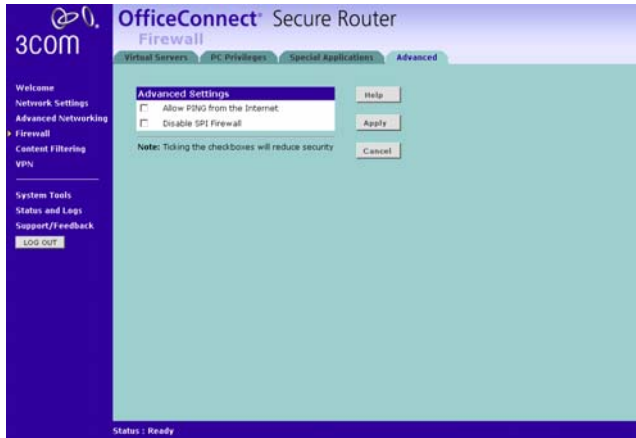 3COM
OfficeConnect® Secure Router
Firewall
Virtual Servers PC Privileges Special Applications Advanced
Welcome
Network Settings
Advanced Networking
Firewall
Content Filtering
VPN
System Tools
Status and Logs
Support/Feedback
LOG OUT
Advanced Settings
Allow PING from the Internet
Disable SPI Firewall
Note: Ticking the checkboxes will reduce security
Help
Apply
Cancel
Status : Ready